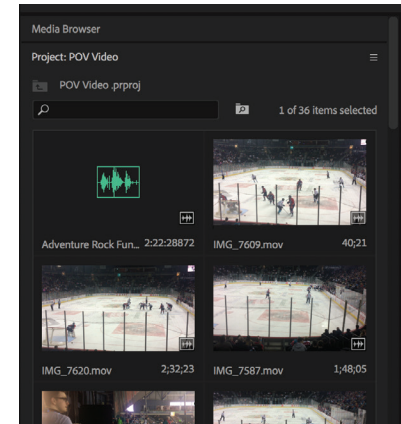 Media Browser
Project: POV Video
POV Video .prproj
1 of 36 items selected
Adventure Rock Fun... 2:22:28872
IMG_7609.mov 40;21
IMG_7620.mov 2;32;23
IMG_7587.mov 1;48;05